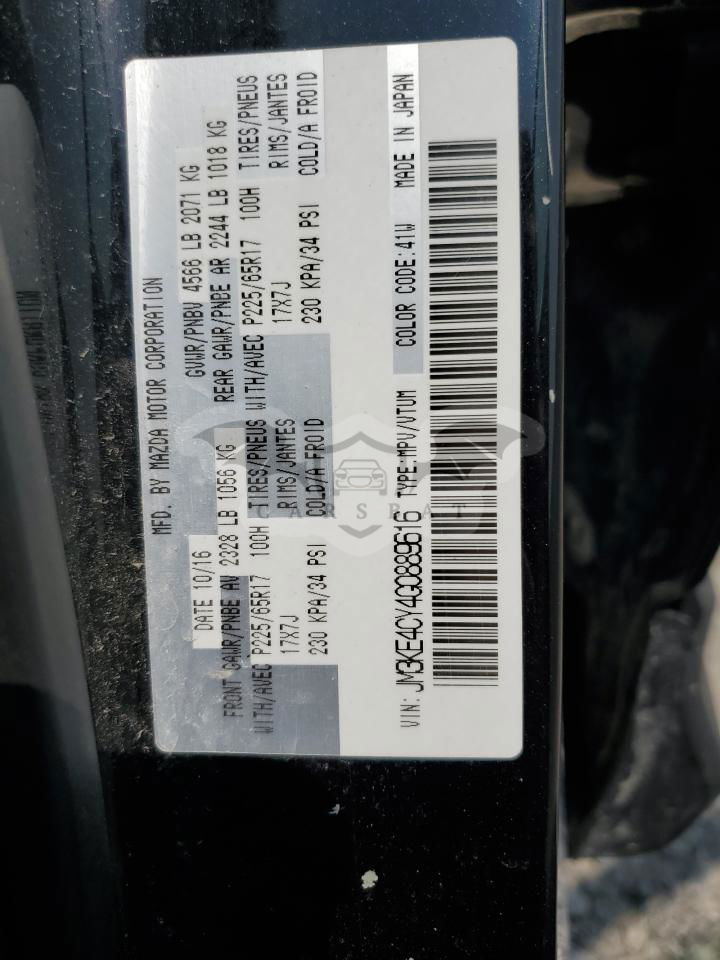 MFD. BY MAZDA MOTOR CORPORATION
DATE 10/16 GVWR/PNBV 4566 LB 2071 KG
FRONT GAWR/PNBE AV 2328 LB 1056 KG REAR GAWR/PNBE AR 2244 LB 1018 KG
WITH/AVEC P225/65R17 100H TIRES/PNEUS WITH/AVEC P225/65R17 100H TIRES/PNEUS
17X7J RIMS/JANTES 17X7J RIMS/JANTES
230 KPA/34 PSI COLD/A FROID 230 KPA/34 PSI COLD/A FROID
VIN: JM3KE4CY4G0889616 TYPE:MPV/VTUM COLOR CODE:41W MADE IN JAPAN
CARSBAT